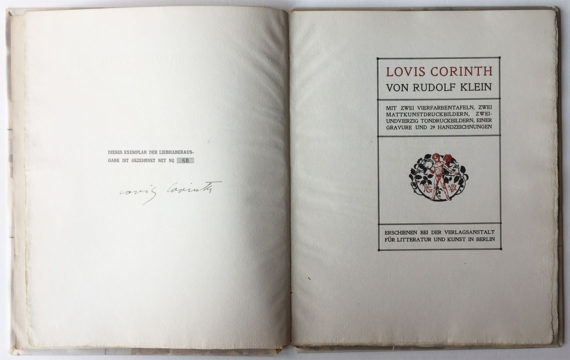 DIESES EXEMPLAR DER LIEBHABERAUS-
GABE IST GEZEICHNET MIT NO 68
Lovis Corinth
LOVIS CORINTH
VON RUDOLF KLEIN
MIT ZWEI VIERFARBENTAFELN, ZWEI
MATTKUNSTDRUCKBILDERN, ZWEI-
UNDVIERZIG TONDRUCKBILDERN, EINER
GRAVURE UND 29 HANDZEICHNUNGEN
ERSCHIENEN BEI DER VERLAGSANSTALT
FÜR LITTERATUR UND KUNST IN BERLIN